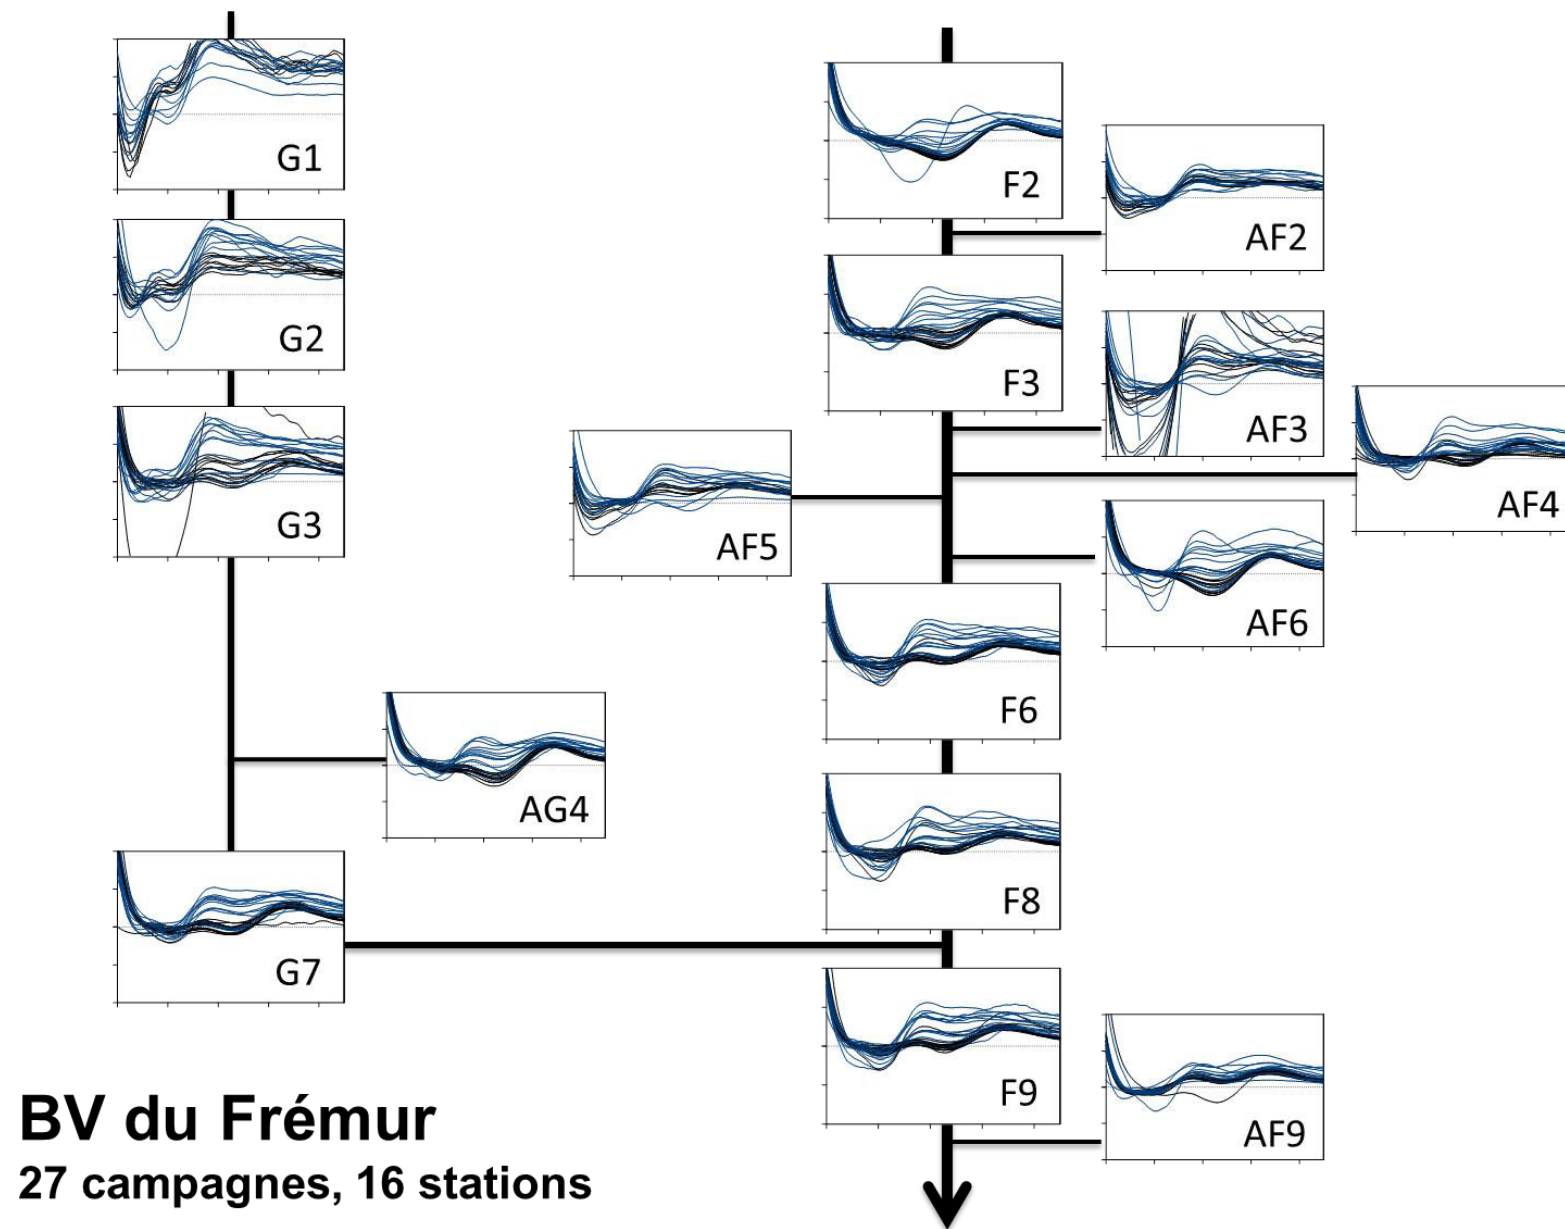 G1
F2
AF2
G2
F3
AF3
G3
AF4
AF5
AF6
F6
AG4
F8
G7
F9
AF9
BV du Frémur
27 campagnes, 16 stations